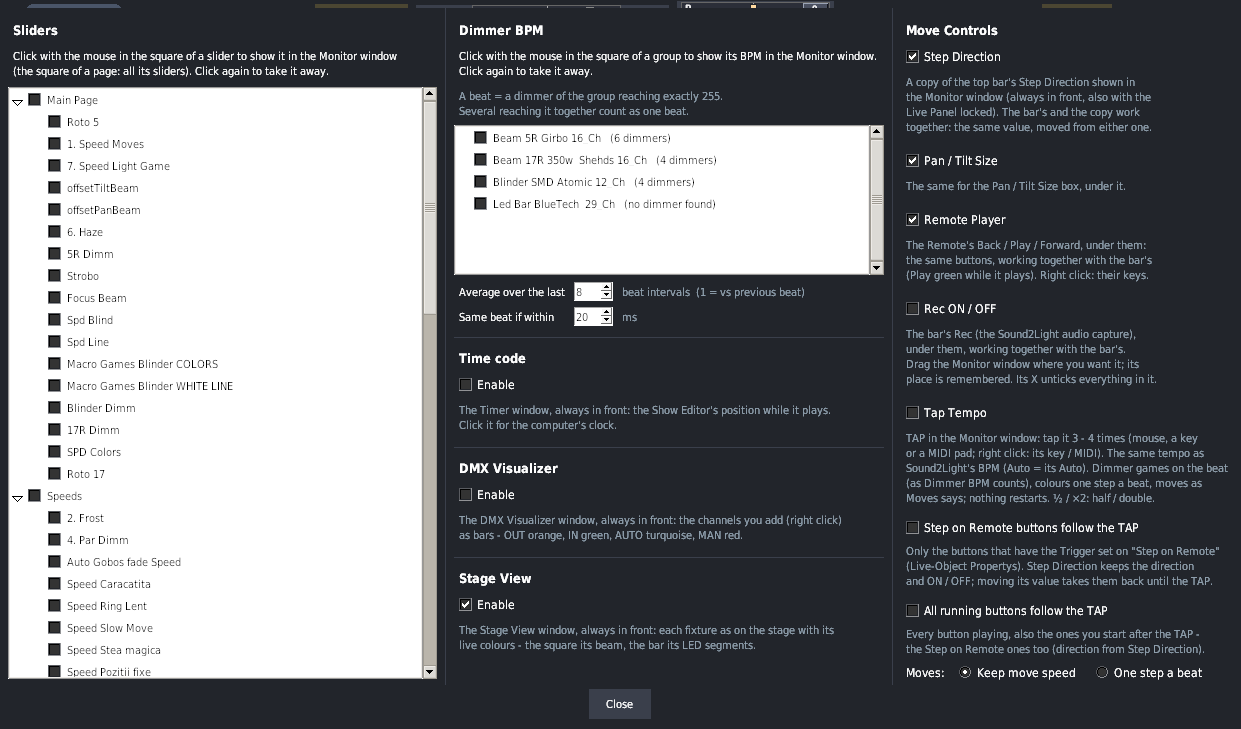 Sliders
Click with the mouse in the square of a slider to show it in the Monitor window
(the square of a page: all its sliders). Click again to take it away.
Main Page
Roto 5
1. Speed Moves
7. Speed Light Game
offsetTiltBeam
offsetPanBeam
6. Haze
5R Dimm
Strobo
Focus Beam
Spd Blind
Spd Line
Macro Games Blinder COLORS
Macro Games Blinder WHITE LINE
Blinder Dimm
17R Dimm
SPD Colors
Roto 17
Speeds
2. Frost
4. Par Dimm
Auto Gobos fade Speed
Speed Caracatita
Speed Ring Lent
Speed Slow Move
Speed Stea magica
Speed Pozitii fixe
Dimmer BPM
Click with the mouse in the square of a group to show its BPM in the Monitor window.
Click again to take it away.
A beat = a dimmer of the group reaching exactly 255.
Several reaching it together count as one beat.
Beam 5R Girbo 16 Ch (6 dimmers)
Beam 17R 350w Shehds 16 Ch (4 dimmers)
Blinder SMD Atomic 12 Ch (4 dimmers)
Led Bar BlueTech 29 Ch (no dimmer found)
Average over the last 8 beat intervals (1 = vs previous beat)
Same beat if within 20 ms
Time code
Enable
The Timer window, always in front: the Show Editor's position while it plays.
Click it for the computer's clock.
DMX Visualizer
Enable
The DMX Visualizer window, always in front: the channels you add (right click)
as bars - OUT orange, IN green, AUTO turquoise, MAN red.
Stage View
Enable
The Stage View window, always in front: each fixture as on the stage with its
live colours - the square its beam, the bar its LED segments.
Move Controls
Step Direction
A copy of the top bar's Step Direction shown in
the Monitor window (always in front, also with the
Live Panel locked). The bar's and the copy work
together: the same value, moved from either one.
Pan / Tilt Size
The same for the Pan / Tilt Size box, under it.
Remote Player
The Remote's Back / Play / Forward, under them:
the same buttons, working together with the bar's
(Play green while it plays). Right click: their keys.
Rec ON / OFF
The bar's Rec (the Sound2Light audio capture),
under them, working together with the bar's.
Drag the Monitor window where you want it; its
place is remembered. Its X unticks everything in it.
Tap Tempo
TAP in the Monitor window: tap it 3 - 4 times (mouse, a key
or a MIDI pad; right click: its key / MIDI). The same tempo as
Sound2Light's BPM (Auto = its Auto). Dimmer games on the beat
(as Dimmer BPM counts), colours one step a beat, moves as
Moves says; nothing restarts. ½ / ×2: half / double.
Step on Remote buttons follow the TAP
Only the buttons that have the Trigger set on "Step on Remote"
(Live-Object Propertys). Step Direction keeps the direction
and ON / OFF; moving its value takes them back until the TAP.
All running buttons follow the TAP
Every button playing, also the ones you start after the TAP -
the Step on Remote ones too (direction from Step Direction).
Moves: Keep move speed One step a beat
Close